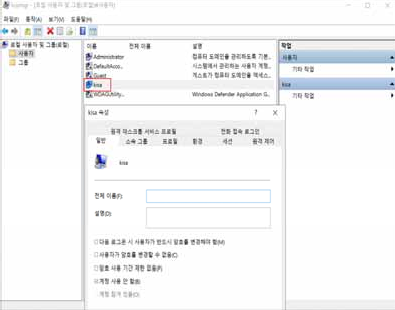 lusrmgr - [로컬 사용자 및 그룹(로컬)\사용자]
파일(F) 동작(A) 보기(V) 도움말(H)
로컬 사용자 및 그룹(로컬)
사용자
그룹
이름 전체 이름 설명
Administrator 컴퓨터 도메인을 관리하도록 기본...
DefaultAcco... 시스템에서 관리하는 사용자 계정...
Guest 게스트가 컴퓨터 도메인을 액세스...
kisa
WDAGUtility... Windows Defender Application G...
작업
사용자
기타 작업
kisa
기타 작업
kisa 속성 ? ×
원격 데스크톱 서비스 프로필 전화 접속 로그인
일반 소속 그룹 프로필 환경 세션 원격 제어
kisa
전체 이름(F):
설명(D):
다음 로그온 시 사용자가 반드시 암호를 변경해야 함(M)
사용자가 암호를 변경할 수 없음(C)
암호 사용 기간 제한 없음(P)
계정 사용 안 함(B)
계정 잠겨 있음(O)